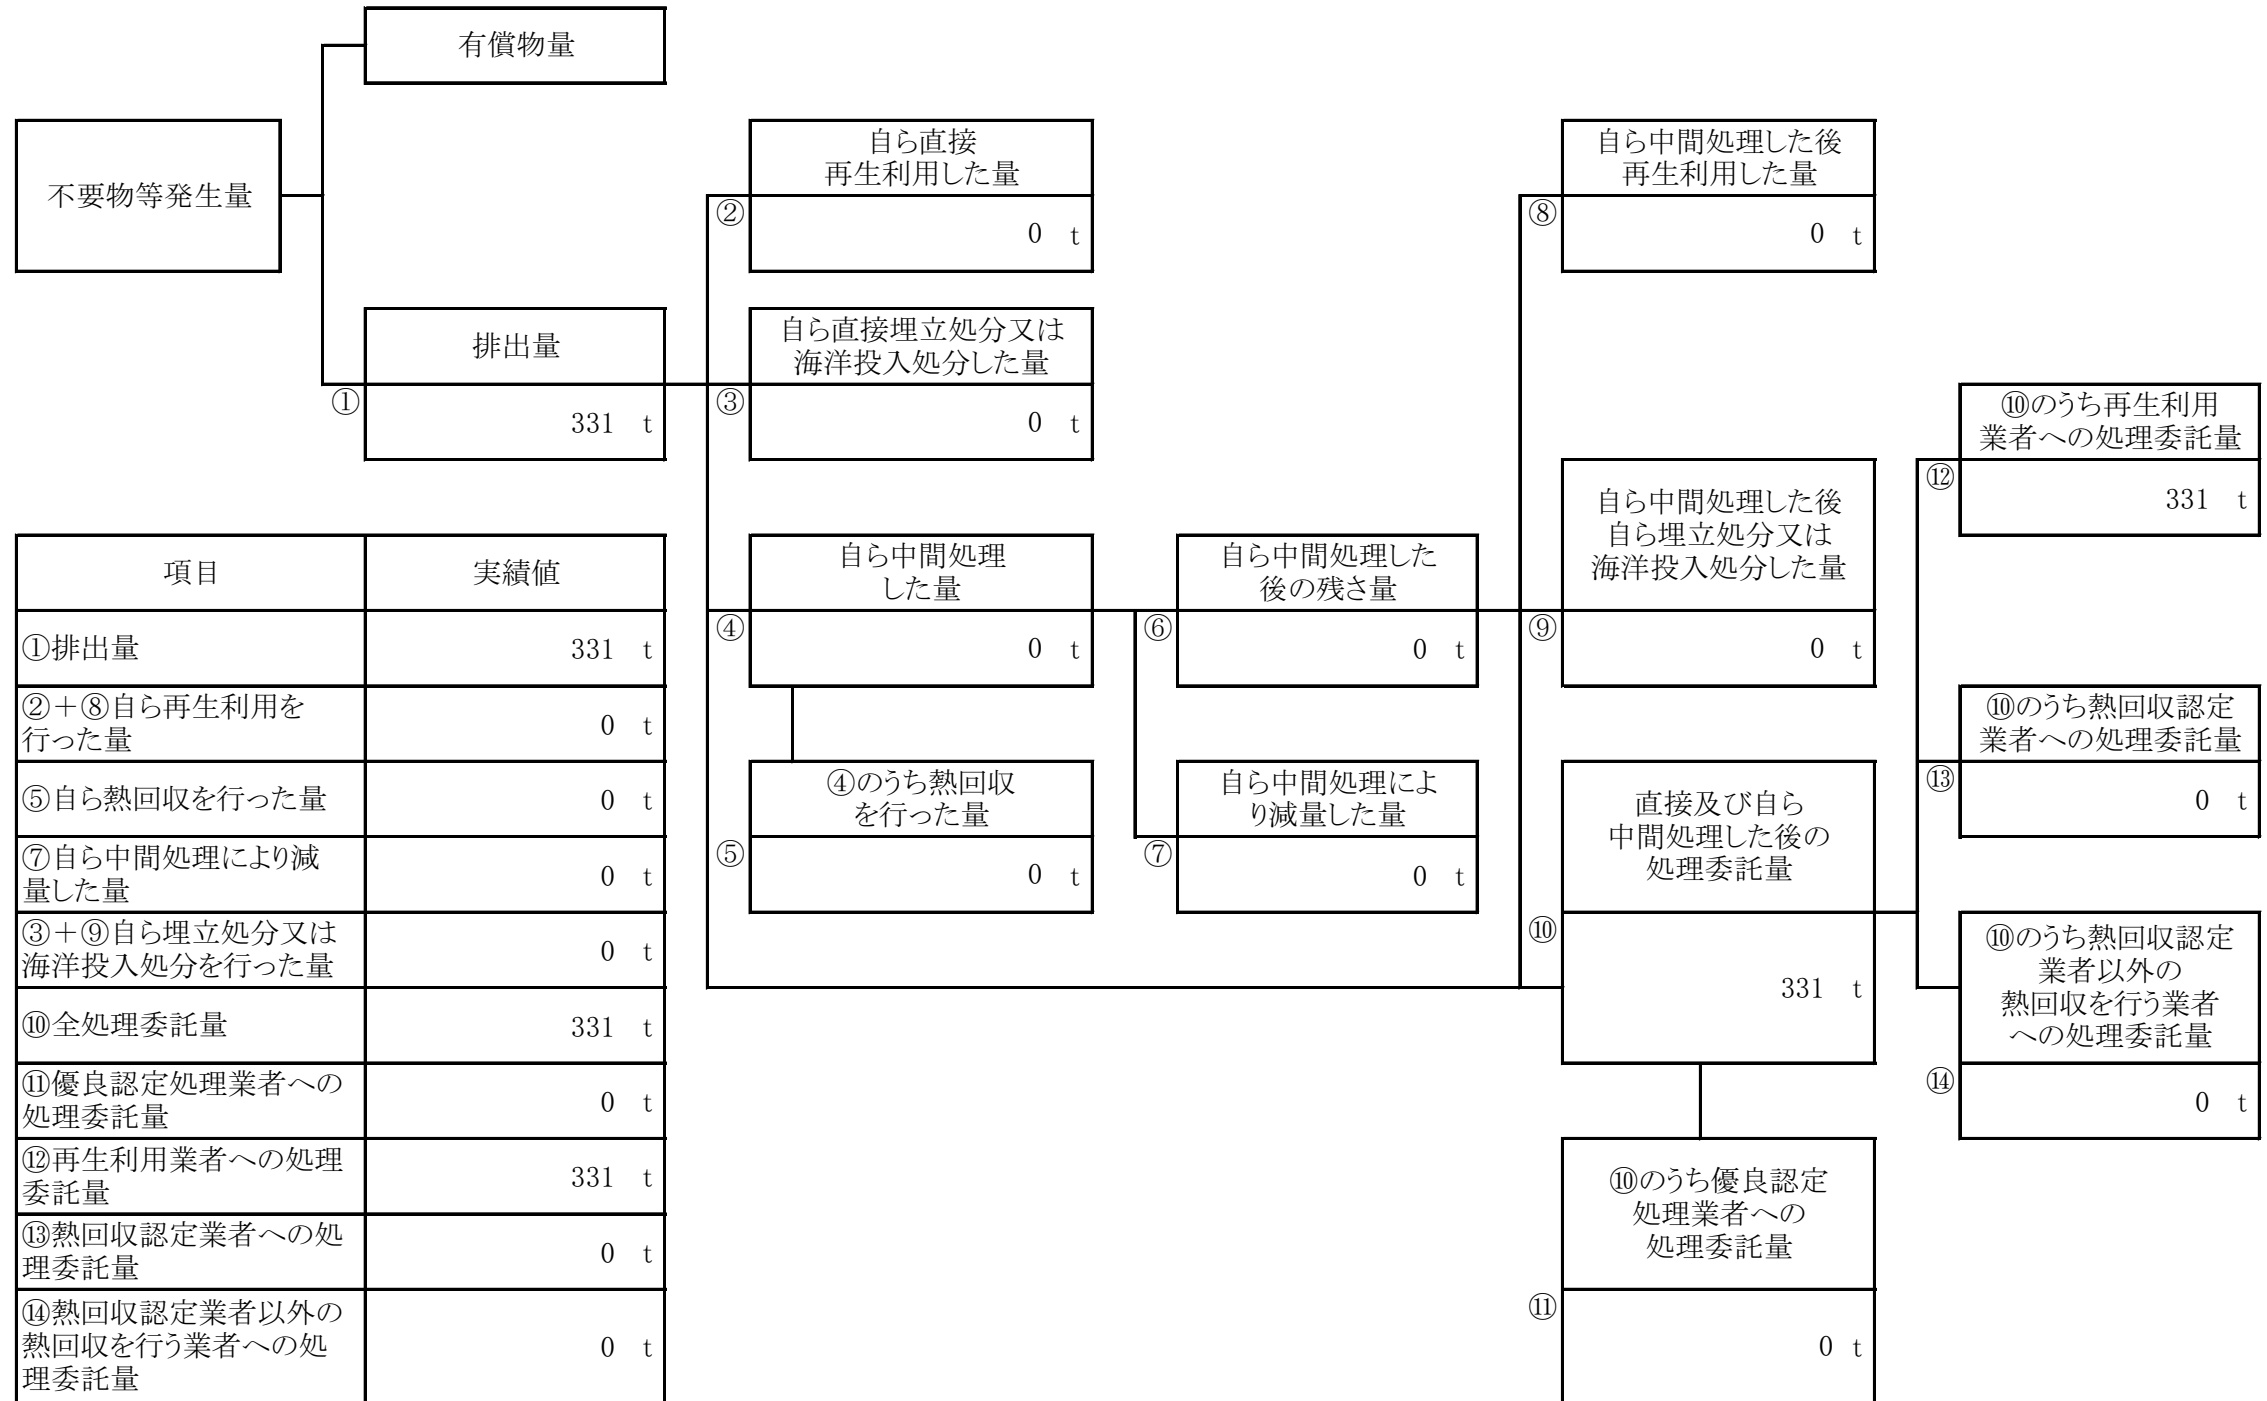 有償物量
不要物等発生量
排出量
①
331 t
自ら直接
再生利用した量
②
0 t
自ら直接埋立処分又は
海洋投入処分した量
③
0 t
自ら中間処理
した量
④
0 t
④のうち熱回収
を行った量
⑤
0 t
自ら中間処理した
後の残さ量
⑥
0 t
自ら中間処理によ
り減量した量
⑦
0 t
自ら中間処理した後
再生利用した量
⑧
0 t
自ら中間処理した後
自ら埋立処分又は
海洋投入処分した量
⑨
0 t
直接及び自ら
中間処理した後の
処理委託量
⑩
331 t
⑩のうち優良認定
処理業者への
処理委託量
⑪
0 t
⑩のうち再生利用
業者への処理委託量
⑫
331 t
⑩のうち熱回収認定
業者への処理委託量
⑬
0 t
⑩のうち熱回収認定
業者以外の
熱回収を行う業者
への処理委託量
⑭
0 t
項目 実績値
①排出量 331 t
②＋⑧自ら再生利用を
行った量 0 t
⑤自ら熱回収を行った量 0 t
⑦自ら中間処理により減
量した量 0 t
③＋⑨自ら埋立処分又は
海洋投入処分を行った量 0 t
⑩全処理委託量 331 t
⑪優良認定処理業者への
処理委託量 0 t
⑫再生利用業者への処理
委託量 331 t
⑬熱回収認定業者への処
理委託量 0 t
⑭熱回収認定業者以外の
熱回収を行う業者への処
理委託量 0 t